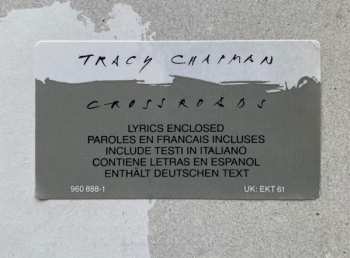 TRACY CHAPMAN
CROSSROADS
LYRICS ENCLOSED
PAROLES EN FRANCAIS INCLUSES
INCLUDE TESTI IN ITALIANO
CONTIENE LETRAS EN ESPANOL
ENTHÄLT DEUTSCHEN TEXT
960 888-1 UK: EKT 61